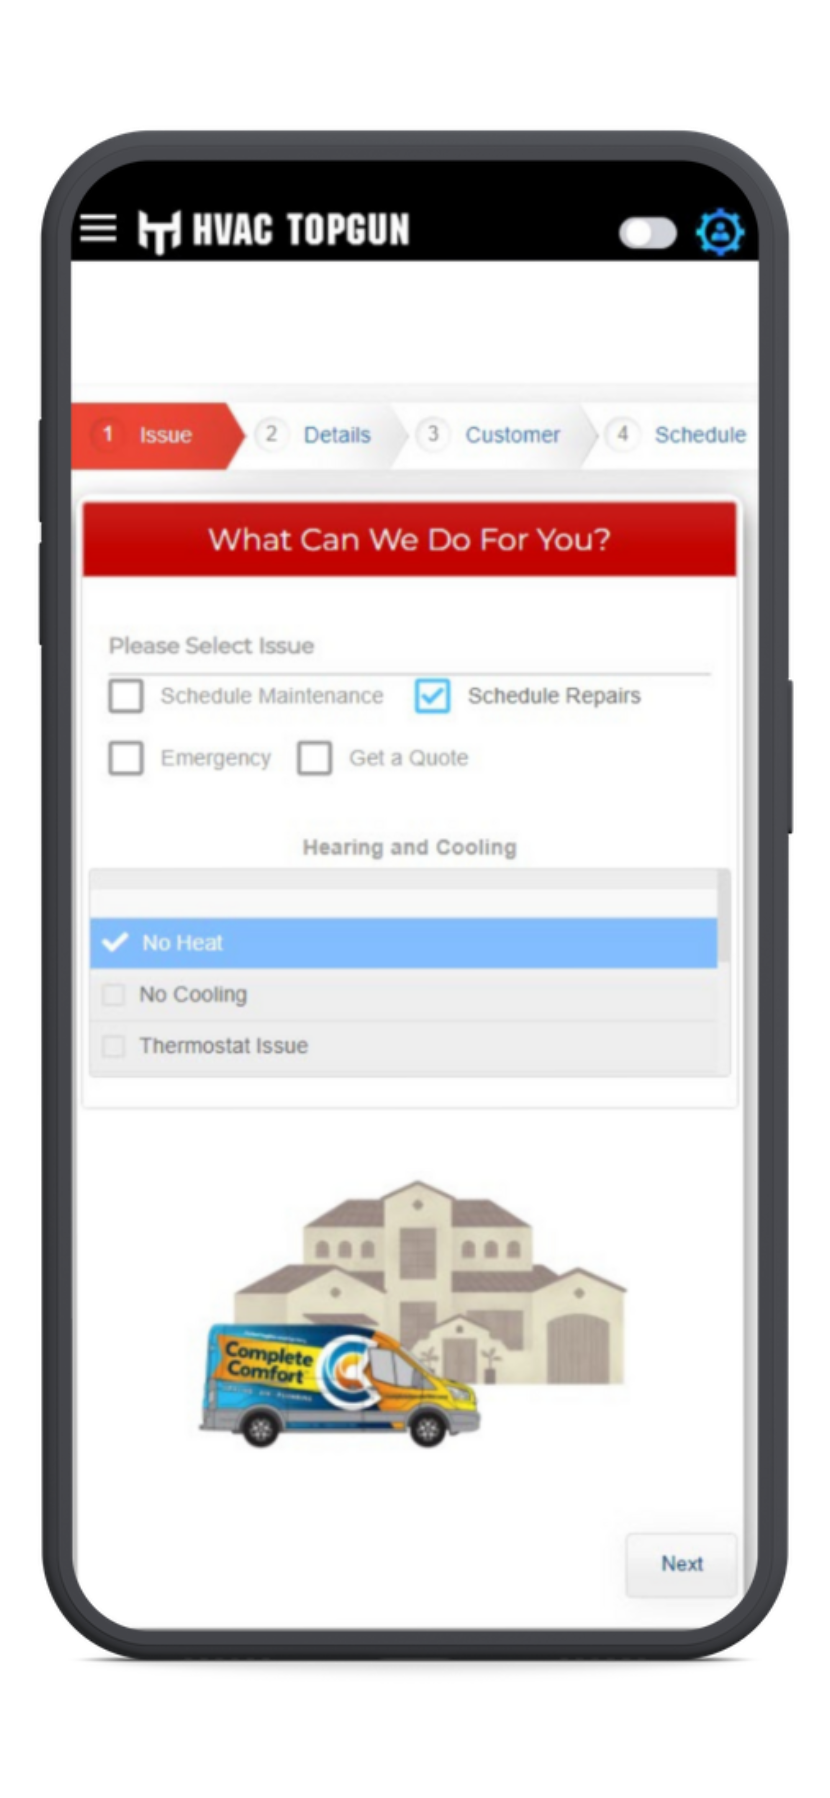 HVAC TOPGUN
1 Issue 2 Details 3 Customer 4 Schedule
What Can We Do For You?
Please Select Issue
Schedule Maintenance Schedule Repairs
Emergency Get a Quote
Hearing and Cooling
No Heat
No Cooling
Thermostat Issue
Complete
Comfort
Next